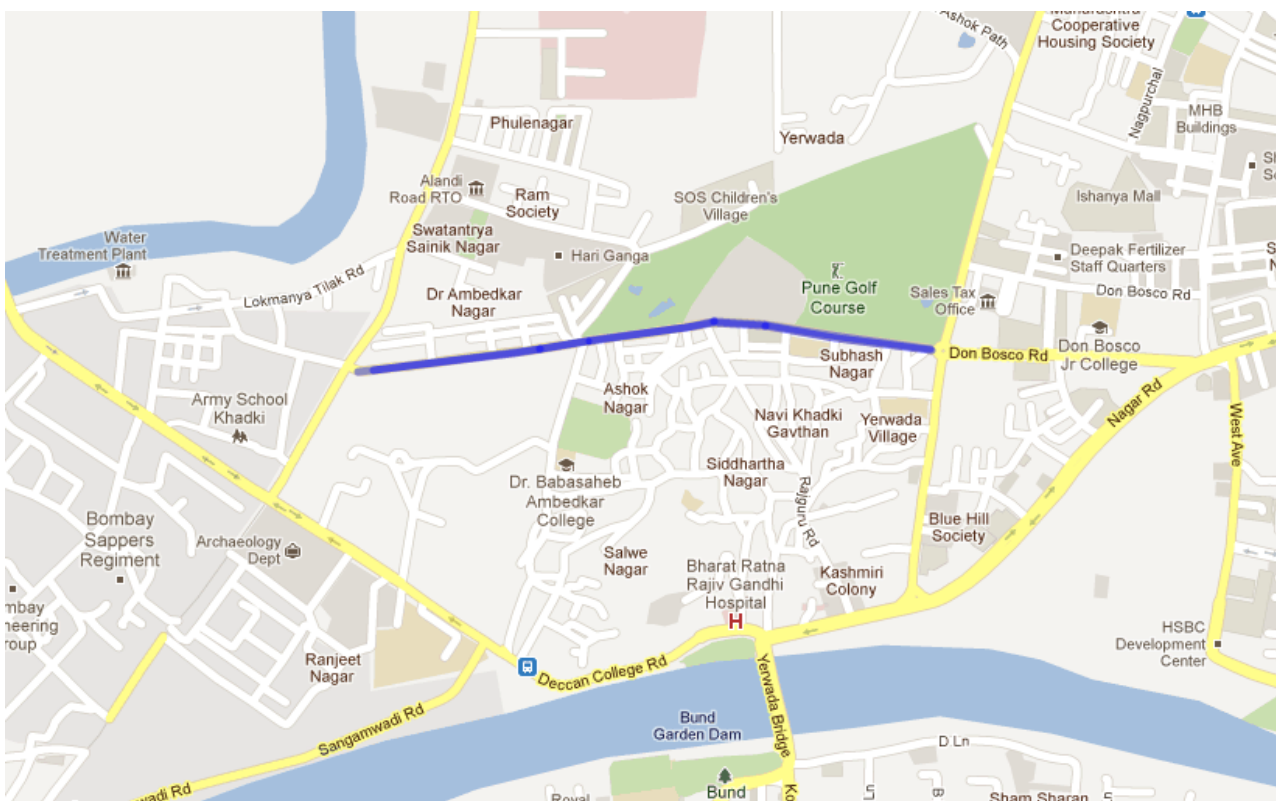 Ashok Path
Maharashtra
Cooperative
Housing Society
Nagpurchal
MHB
Buildings
Phulenagar
Yerwada
Alandi
Road RTO
Ram
Society
SOS Children's
Village
Ishanya Mall
Swatantrya
Sainik Nagar
Water
Treatment Plant
Hari Ganga
Deepak Fertilizer
Staff Quarters
Lokmanya Tilak Rd
Dr Ambedkar
Nagar
Pune Golf
Course
Sales Tax
Office
Don Bosco Rd
Don Bosco Rd
Don Bosco
Jr College
Subhash
Nagar
Army School
Khadki
Ashok
Nagar
Navi Khadki
Gavthan
Yerwada
Village
Nagar Rd
West Ave
Dr. Babasaheb
Ambedkar
College
Siddhartha
Nagar
Rajguru Rd
Bombay
Sappers
Regiment
Archaeology
Dept
Blue Hill
Society
Salwe
Nagar
Bharat Ratna
Rajiv Gandhi
Hospital
H
Kashmiri
Colony
HSBC
Development
Center
Ranjeet
Nagar
Deccan College Rd
Yerwada Bridge
Sangamwadi Rd
Bund
Garden Dam
D Ln
Bund
Royal
Sham Sharan
wadi Rd